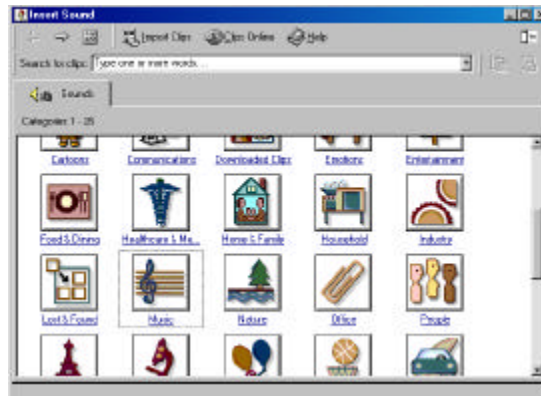 Insert Sound
Import Clips Clips Online Help
Search for clips: Type one or more words...
Sounds
Categories 1 - 25
Cartoons Communications Downloaded Clips Emotions Entertainment
Food & Dining Healthcare & Me... Home & Family Household Industry
Lost & Found Music Nature Office People